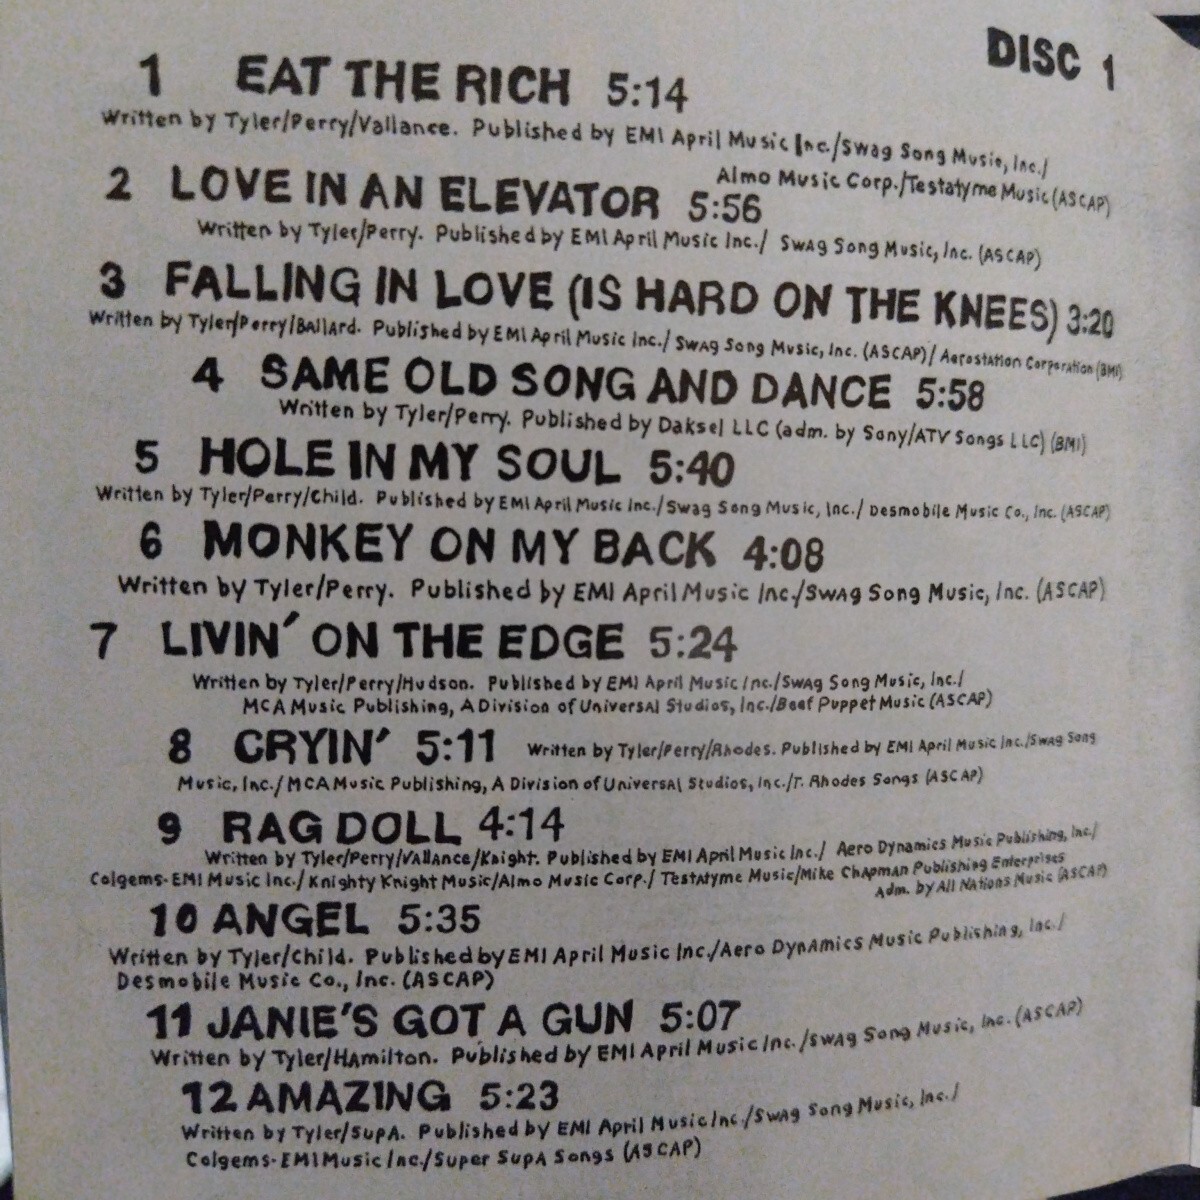 DISC 1
1 EAT THE RICH 5:14
Written by Tyler/Perry/Vallance. Published by EMI April Music Inc./Swag Song Music, Inc./
Almo Music Corp./Testatyme Music (ASCAP)
2 LOVE IN AN ELEVATOR 5:56
Written by Tyler/Perry. Published by EMI April Music Inc./ Swag Song Music, Inc. (ASCAP)
3 FALLING IN LOVE (IS HARD ON THE KNEES) 3:20
Written by Tyler/Perry/Ballard. Published by EMI April Music Inc./ Swag Song Music, Inc. (ASCAP)/ Aerostation Corporation (BMI)
4 SAME OLD SONG AND DANCE 5:58
Written by Tyler/Perry. Published by Daksel LLC (adm. by Sony/ATV Songs LLC) (BMI)
5 HOLE IN MY SOUL 5:40
Written by Tyler/Perry/Child. Published by EMI April Music Inc./Swag Song Music, Inc./ Desmobile Music Co., Inc. (ASCAP)
6 MONKEY ON MY BACK 4:08
Written by Tyler/Perry. Published by EMI April Music Inc./Swag Song Music, Inc. (ASCAP)
7 LIVIN' ON THE EDGE 5:24
Written by Tyler/Perry/Hudson. Published by EMI April Music Inc./Swag Song Music, Inc./
MCA Music Publishing, A Division of Universal Studios, Inc./Beef Puppet Music (ASCAP)
8 CRYIN' 5:11 Written by Tyler/Perry/Rhodes. Published by EMI April Music Inc./Swag Song
Music, Inc./ MCA Music Publishing, A Division of Universal Studios, Inc./T. Rhodes Songs (ASCAP)
9 RAG DOLL 4:14
Written by Tyler/Perry/Vallance/Knight. Published by EMI April Music Inc./ Aero Dynamics Music Publishing, Inc./
Colgems-EMI Music Inc./ Knighty Knight Music/Almo Music Corp./ Testatyme Music/Mike Chapman Publishing Enterprises
Adm. by All Nations Music (ASCAP)
10 ANGEL 5:35
Written by Tyler/Child. Published by EMI April Music Inc./Aero Dynamics Music Publishing, Inc./
Desmobile Music Co., Inc. (ASCAP)
11 JANIE'S GOT A GUN 5:07
Written by Tyler/Hamilton. Published by EMI April Music Inc./Swag Song Music, Inc. (ASCAP)
12 AMAZING 5:23
Written by Tyler/Supa. Published by EMI April Music Inc./Swag Song Music, Inc./
Colgems-EMI Music Inc./Super Supa Songs (ASCAP)